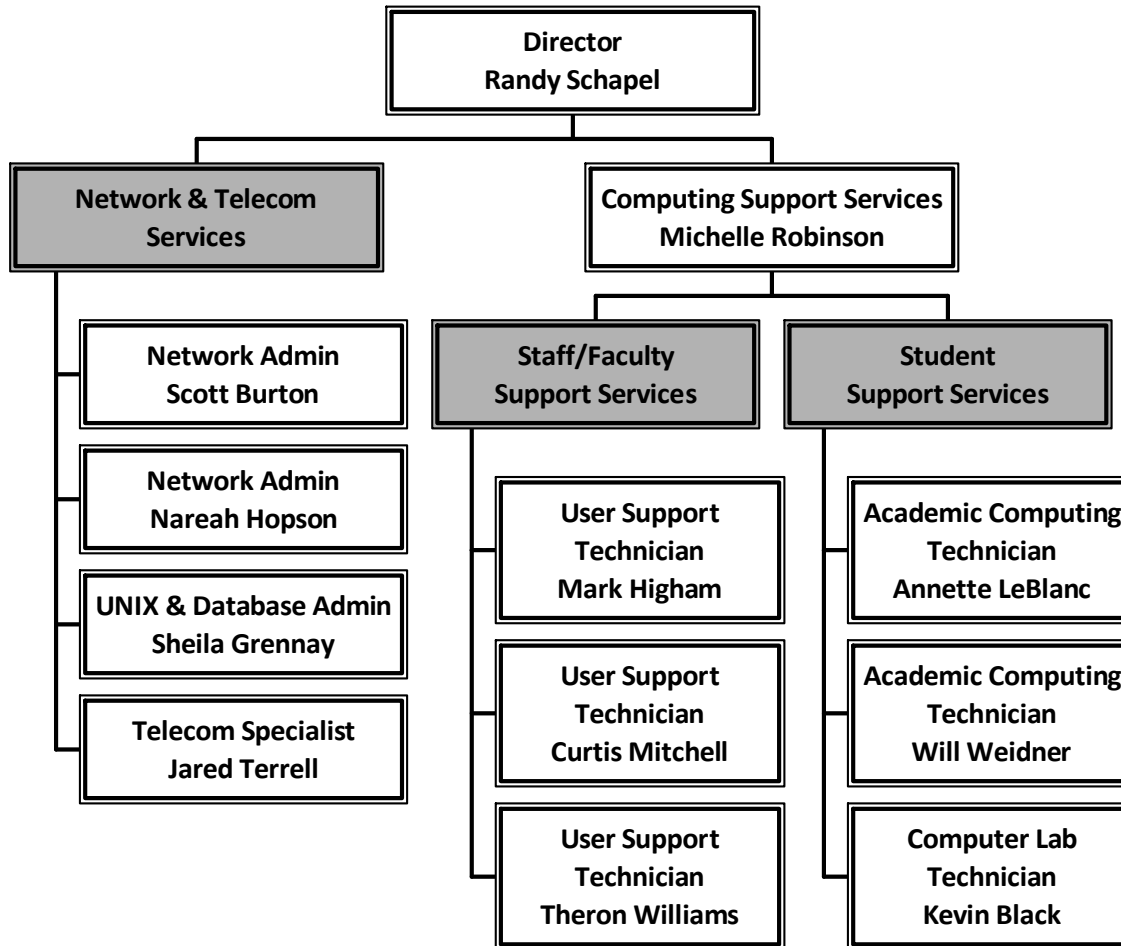 Director
Randy Schapel
Network & Telecom
Services
Computing Support Services
Michelle Robinson
Network Admin
Scott Burton
Network Admin
Nareah Hopson
UNIX & Database Admin
Sheila Grennay
Telecom Specialist
Jared Terrell
Staff/Faculty
Support Services
User Support
Technician
Mark Higham
User Support
Technician
Curtis Mitchell
User Support
Technician
Theron Williams
Student
Support Services
Academic Computing
Technician
Annette LeBlanc
Academic Computing
Technician
Will Weidner
Computer Lab
Technician
Kevin Black